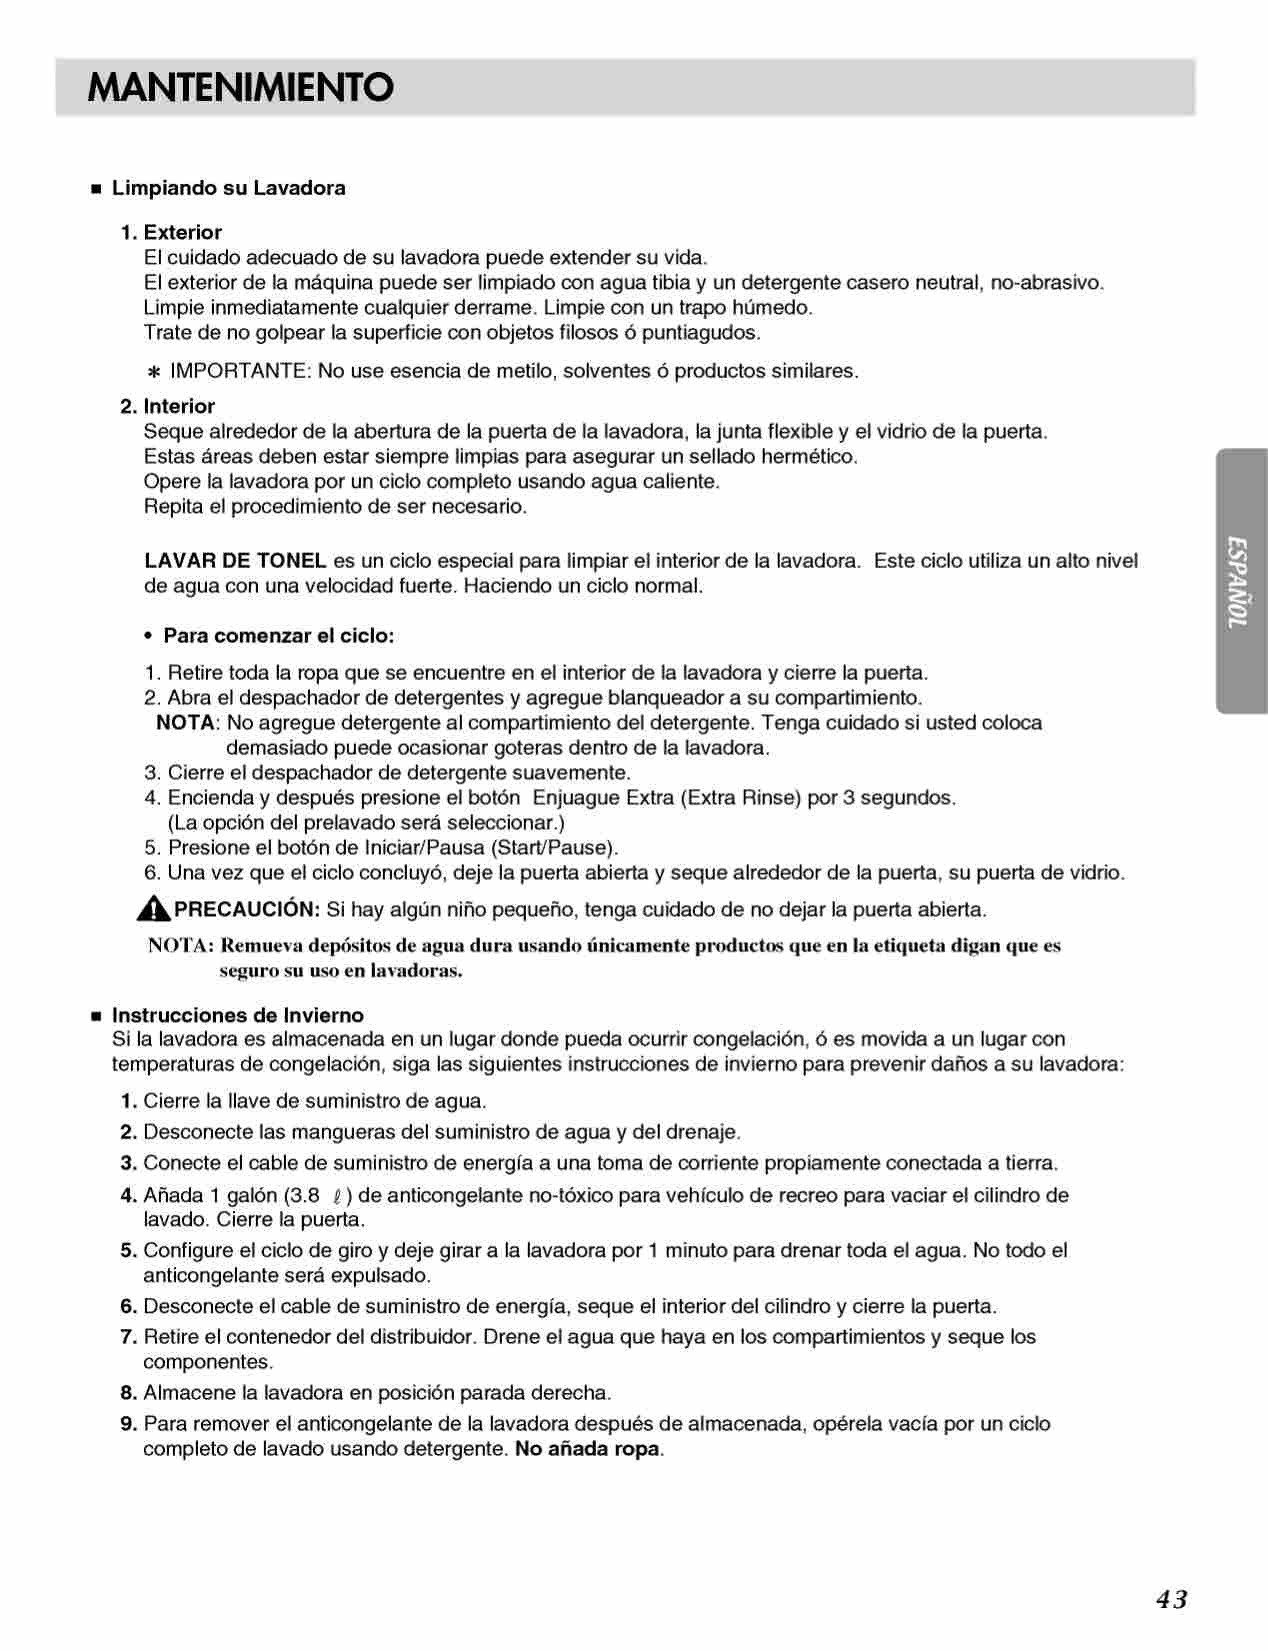 MANTENIMIENTO
■ Limpiando su Lavadora
1. Exterior
El cuidado adecuado de su lavadora puede extender su vida.
El exterior de la máquina puede ser limpiado con agua tibia y un detergente casero neutral, no-abrasivo.
Limpie inmediatamente cualquier derrame. Limpie con un trapo húmedo.
Trate de no golpear la superficie con objetos filosos ó puntiagudos.
* IMPORTANTE: No use esencia de metilo, solventes ó productos similares.
2. Interior
Seque alrededor de la abertura de la puerta de la lavadora, la junta flexible y el vidrio de la puerta.
Estas áreas deben estar siempre limpias para asegurar un sellado hermético.
Opere la lavadora por un ciclo completo usando agua caliente.
Repita el procedimiento de ser necesario.
LAVAR DE TONEL es un ciclo especial para limpiar el interior de la lavadora. Este ciclo utiliza un alto nivel
de agua con una velocidad fuerte. Haciendo un ciclo normal.
• Para comenzar el ciclo:
1. Retire toda la ropa que se encuentre en el interior de la lavadora y cierre la puerta.
2. Abra el despachador de detergentes y agregue blanqueador a su compartimiento.
NOTA: No agregue detergente al compartimiento del detergente. Tenga cuidado si usted coloca
demasiado puede ocasionar goteras dentro de la lavadora.
3. Cierre el despachador de detergente suavemente.
4. Encienda y después presione el botón Enjuague Extra (Extra Rinse) por 3 segundos.
(La opción del prelavado será seleccionar.)
5. Presione el botón de Iniciar/Pausa (Start/Pause).
6. Una vez que el ciclo concluyó, deje la puerta abierta y seque alrededor de la puerta, su puerta de vidrio.
PRECAUCIÓN: Si hay algún niño pequeño, tenga cuidado de no dejar la puerta abierta.
NOTA: Remueva depósitos de agua dura usando únicamente productos que en la etiqueta digan que es
seguro su uso en lavadoras.
■ Instrucciones de Invierno
Si la lavadora es almacenada en un lugar donde pueda ocurrir congelación, ó es movida a un lugar con
temperaturas de congelación, siga las siguientes instrucciones de invierno para prevenir daños a su lavadora:
1. Cierre la llave de suministro de agua.
2. Desconecte las mangueras del suministro de agua y del drenaje.
3. Conecte el cable de suministro de energía a una toma de corriente propiamente conectada a tierra.
4. Añada 1 galón (3.8 ℓ) de anticongelante no-tóxico para vehículo de recreo para vaciar el cilindro de
lavado. Cierre la puerta.
5. Configure el ciclo de giro y deje girar a la lavadora por 1 minuto para drenar toda el agua. No todo el
anticongelante será expulsado.
6. Desconecte el cable de suministro de energía, seque el interior del cilindro y cierre la puerta.
7. Retire el contenedor del distribuidor. Drene el agua que haya en los compartimientos y seque los
componentes.
8. Almacene la lavadora en posición parada derecha.
9. Para remover el anticongelante de la lavadora después de almacenada, opérela vacía por un ciclo
completo de lavado usando detergente. No añada ropa.
ESPAÑOL
43